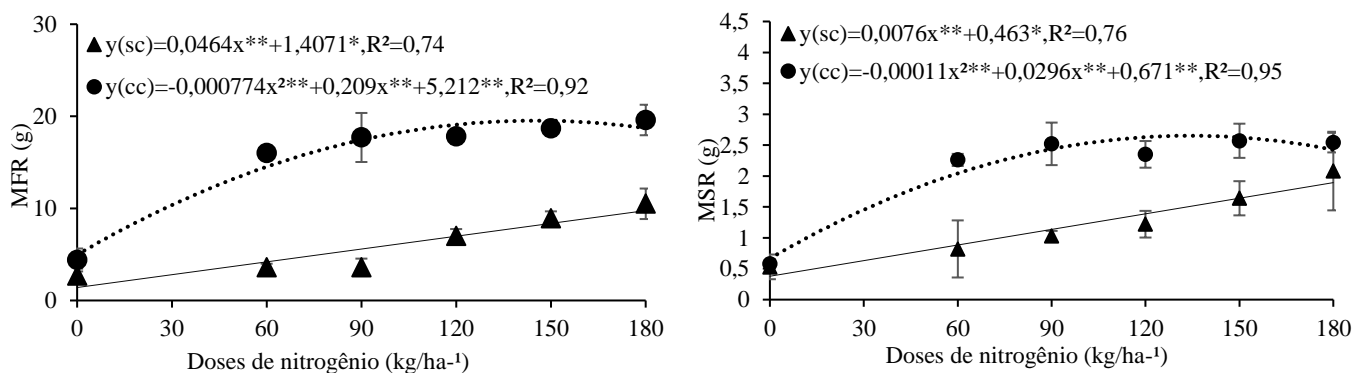 30
20
10
0
MFR (g)
y(sc)=0,0464x**+1,4071*,R²=0,74
y(cc)=-0,000774x²**+0,209x**+5,212**,R²=0,92
0 30 60 90 120 150 180
Doses de nitrogênio (kg/ha-¹)
4,5
4
3,5
3
2,5
2
1,5
1
0,5
0
MSR (g)
y(sc)=0,0076x**+0,463*,R²=0,76
y(cc)=-0,00011x²**+0,0296x**+0,671**,R²=0,95
0 30 60 90 120 150 180
Doses de nitrogênio (kg/ha-¹)